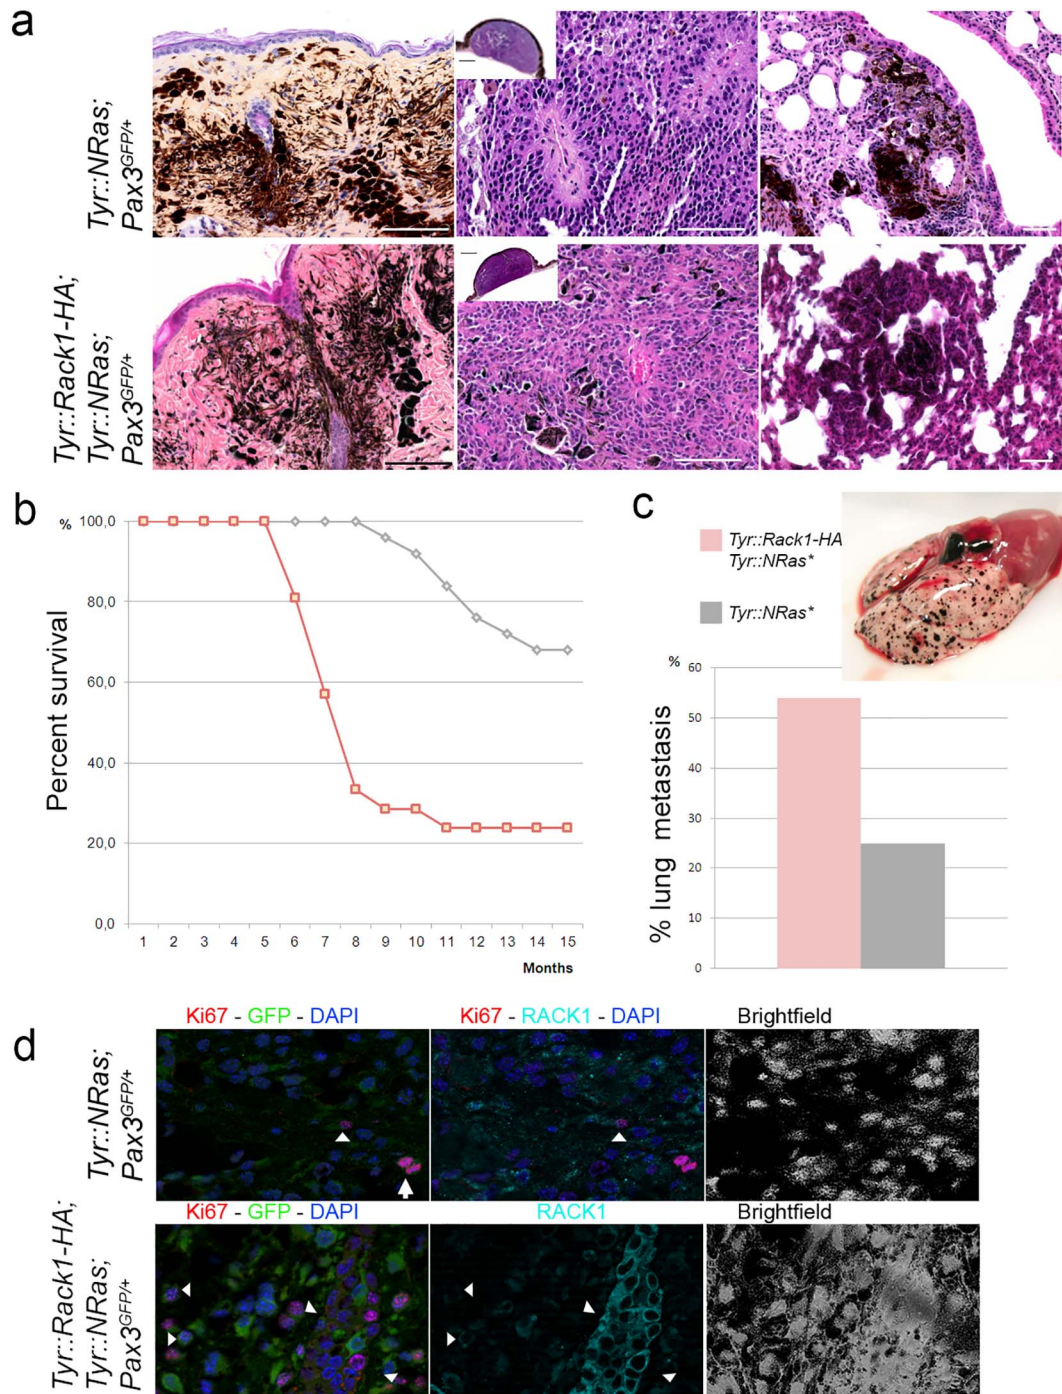 a
Tyr::NRas;
Pax3GFP/+
Tyr::Rack1-HA;
Tyr::NRas;
Pax3GFP/+
b
%
100,0
80,0
60,0
40,0
20,0
0,0
Percent survival
1 2 3 4 5 6 7 8 9 10 11 12 13 14 15
Months
c
Tyr::Rack1-HA
Tyr::NRas*
Tyr::NRas*
%
60
50
40
30
20
10
0
% lung metastasis
d
Ki67 - GFP - DAPI
Ki67 - RACK1 - DAPI
Brightfield
Tyr::NRas;
Pax3GFP/+
Ki67 - GFP - DAPI
RACK1
Brightfield
Tyr::Rack1-HA;
Tyr::NRas;
Pax3GFP/+